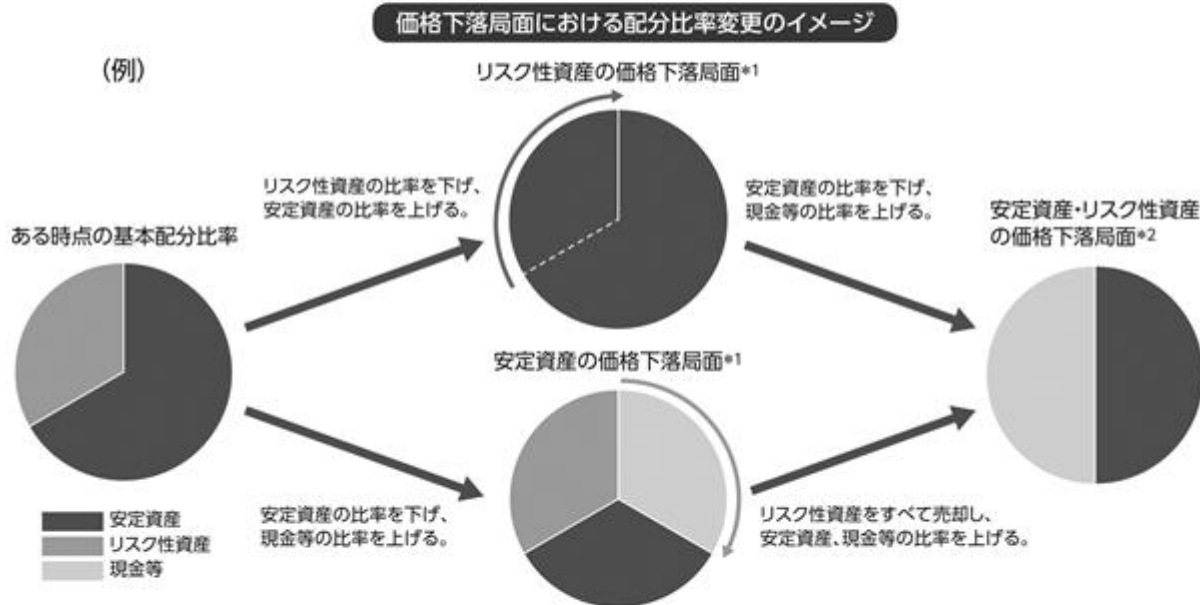 価格下落局面における配分比率変更のイメージ
(例)
リスク性資産の価格下落局面*1
リスク性資産の比率を下げ、
安定資産の比率を上げる。
安定資産の比率を下げ、
現金等の比率を上げる。
ある時点の基本配分比率
安定資産・リスク性資産
の価格下落局面*2
安定資産の価格下落局面*1
安定資産
リスク性資産
現金等
安定資産の比率を下げ、
現金等の比率を上げる。
リスク性資産をすべて売却し、
安定資産、現金等の比率を上げる。